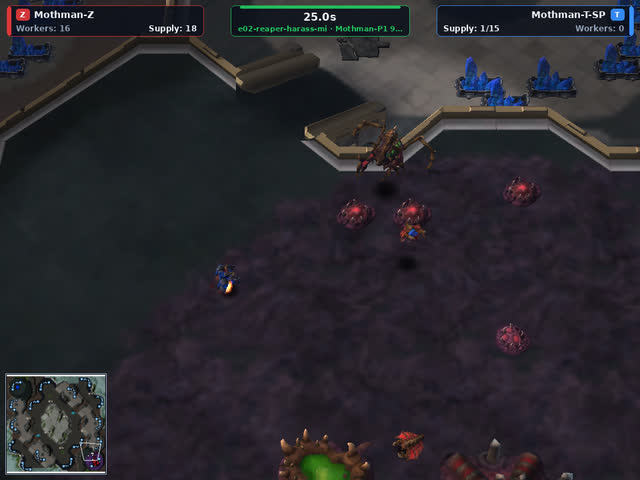 Z Mothman-Z
Workers: 16 Supply: 18
25.0s
e02-reaper-harass-mi · Mothman-P1 9...
Mothman-T-SP T
Supply: 1/15 Workers: 0